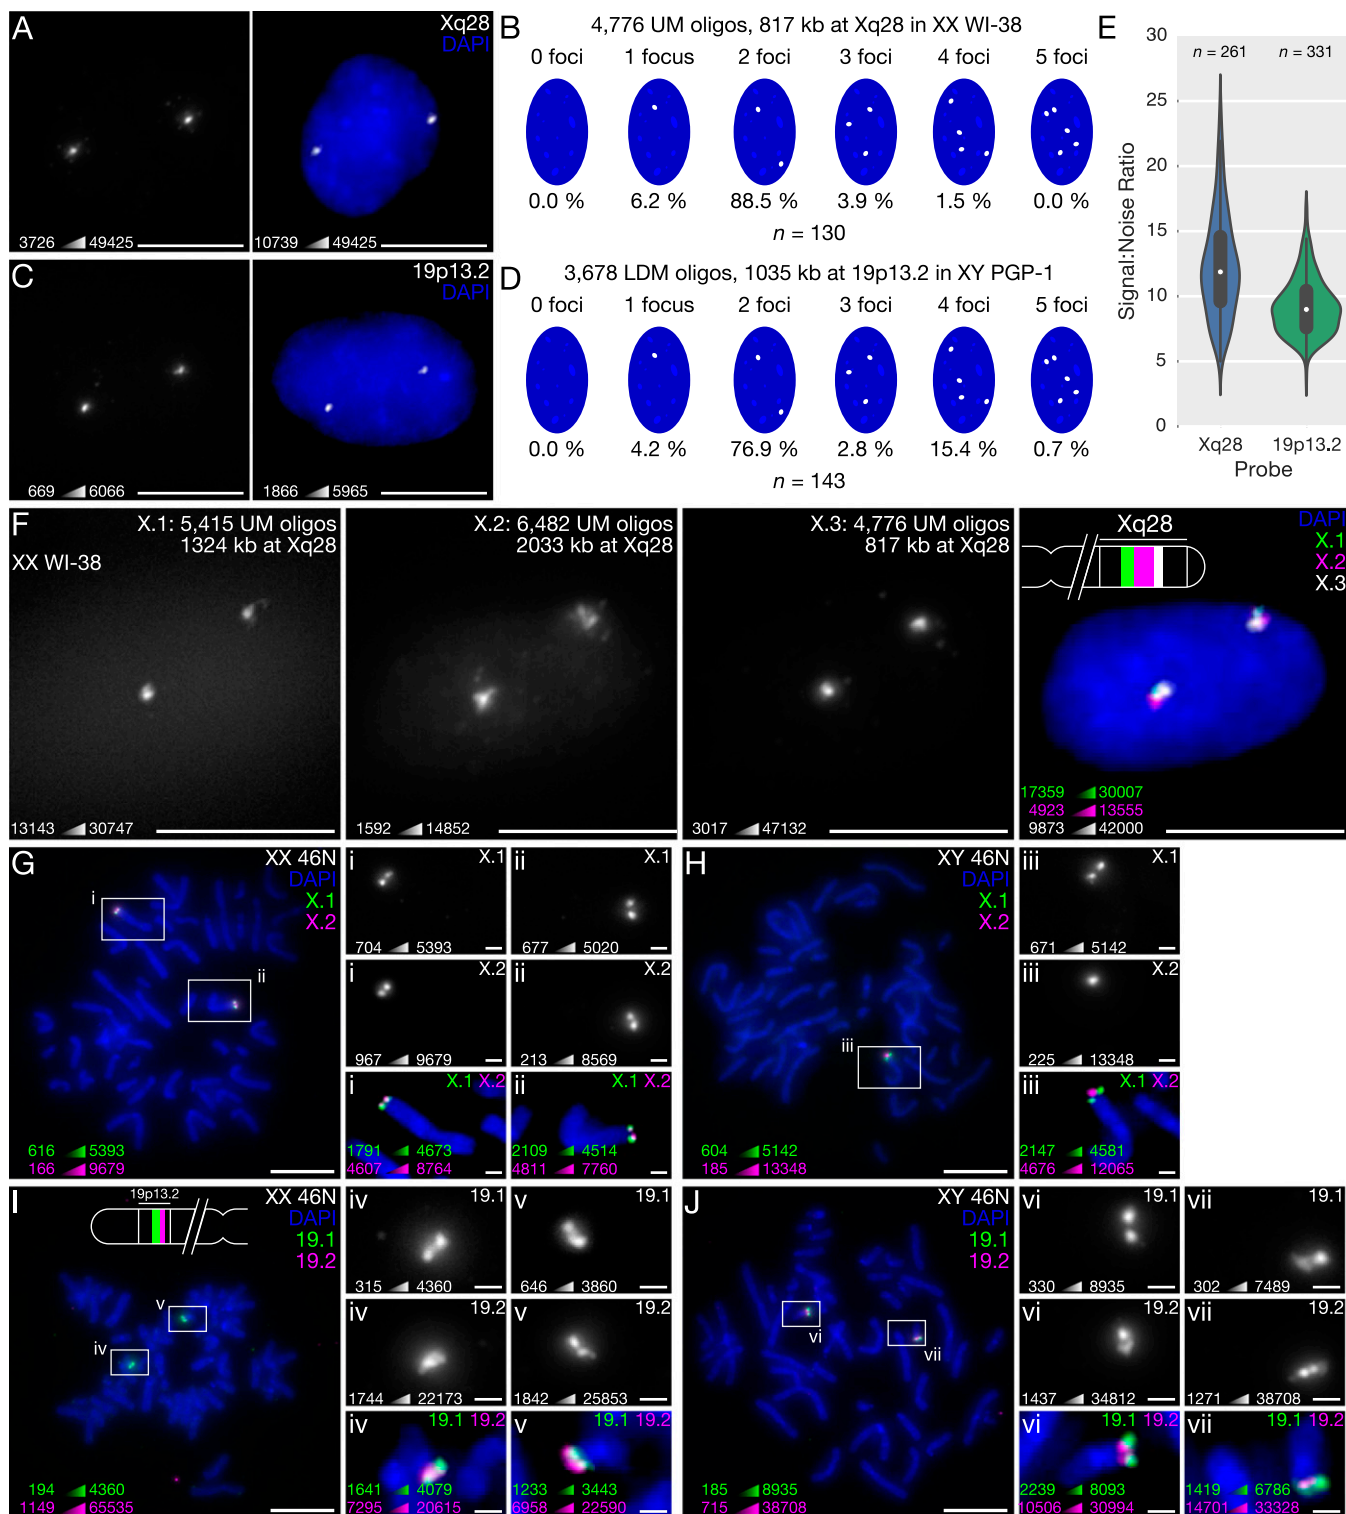 A
Xq28
DAPI
3726 49425
10739 49425
B
4,776 UM oligos, 817 kb at Xq28 in XX WI-38
0 foci 1 focus 2 foci 3 foci 4 foci 5 foci
0.0 % 6.2 % 88.5 % 3.9 % 1.5 % 0.0 %
n = 130
C
19p13.2
DAPI
669 6066
1866 5965
D
3,678 LDM oligos, 1035 kb at 19p13.2 in XY PGP-1
0 foci 1 focus 2 foci 3 foci 4 foci 5 foci
0.0 % 4.2 % 76.9 % 2.8 % 15.4 % 0.7 %
n = 143
E
Signal:Noise Ratio
30
25
20
15
10
5
0
n = 261 n = 331
Xq28 19p13.2
Probe
F
XX WI-38
X.1: 5,415 UM oligos
1324 kb at Xq28
13143 30747
X.2: 6,482 UM oligos
2033 kb at Xq28
1592 14852
X.3: 4,776 UM oligos
817 kb at Xq28
3017 47132
Xq28
DAPI
X.1
X.2
X.3
17359 30007
4923 13555
9873 42000
G
XX 46N
DAPI
X.1
X.2
i
ii
616 5393
166 9679
i X.1
704 5393
ii X.1
677 5020
i X.2
967 9679
ii X.2
213 8569
i X.1 X.2
1791 4673
4607 8764
ii X.1 X.2
2109 4514
4811 7760
H
XY 46N
DAPI
X.1
X.2
iii
604 5142
185 13348
iii X.1
671 5142
iii X.2
225 13348
iii X.1 X.2
2147 4581
4676 12065
I
19p13.2
XX 46N
DAPI
19.1
19.2
v
iv
194 4360
1149 65535
iv 19.1
315 4360
v 19.1
646 3860
iv 19.2
1744 22173
v 19.2
1842 25853
iv 19.1 19.2
1641 4079
7295 20615
v 19.1 19.2
1233 3443
6958 22590
J
XY 46N
DAPI
19.1
19.2
vi
vii
185 8935
715 38708
vi 19.1
330 8935
vii 19.1
302 7489
vi 19.2
1437 34812
vii 19.2
1271 38708
vi 19.1 19.2
2239 8093
10506 30994
vii 19.1 19.2
1419 6786
14701 33328